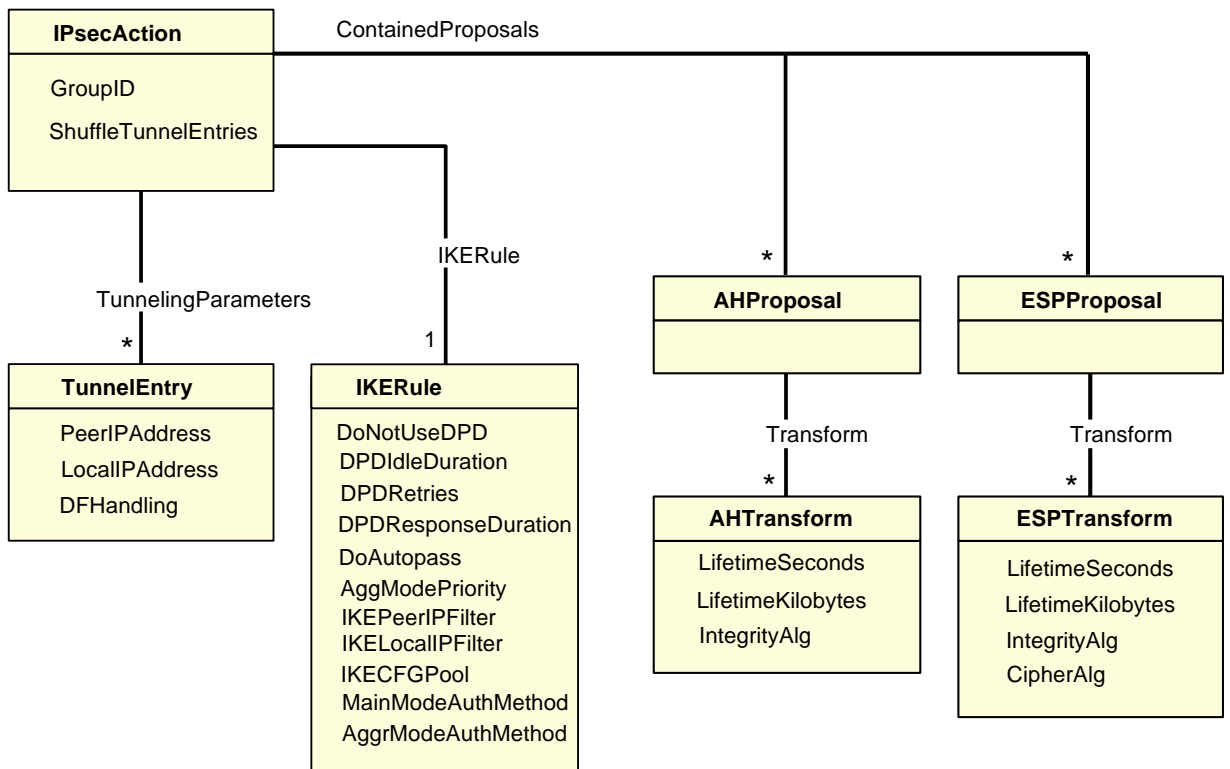 IPsecAction
GroupID
ShuffleTunnelEntries
ContainedProposals
IKERule
TunnelingParameters
*
1
*
*
TunnelEntry
PeerIPAddress
LocalIPAddress
DFHandling
IKERule
DoNotUseDPD
DPDIdleDuration
DPDRetries
DPDResponseDuration
DoAutopass
AggModePriority
IKEPeerIPFilter
IKELocalIPFilter
IKECFGPool
MainModeAuthMethod
AggrModeAuthMethod
AHProposal
Transform
*
AHTransform
LifetimeSeconds
LifetimeKilobytes
IntegrityAlg
ESPProposal
Transform
*
ESPTransform
LifetimeSeconds
LifetimeKilobytes
IntegrityAlg
CipherAlg